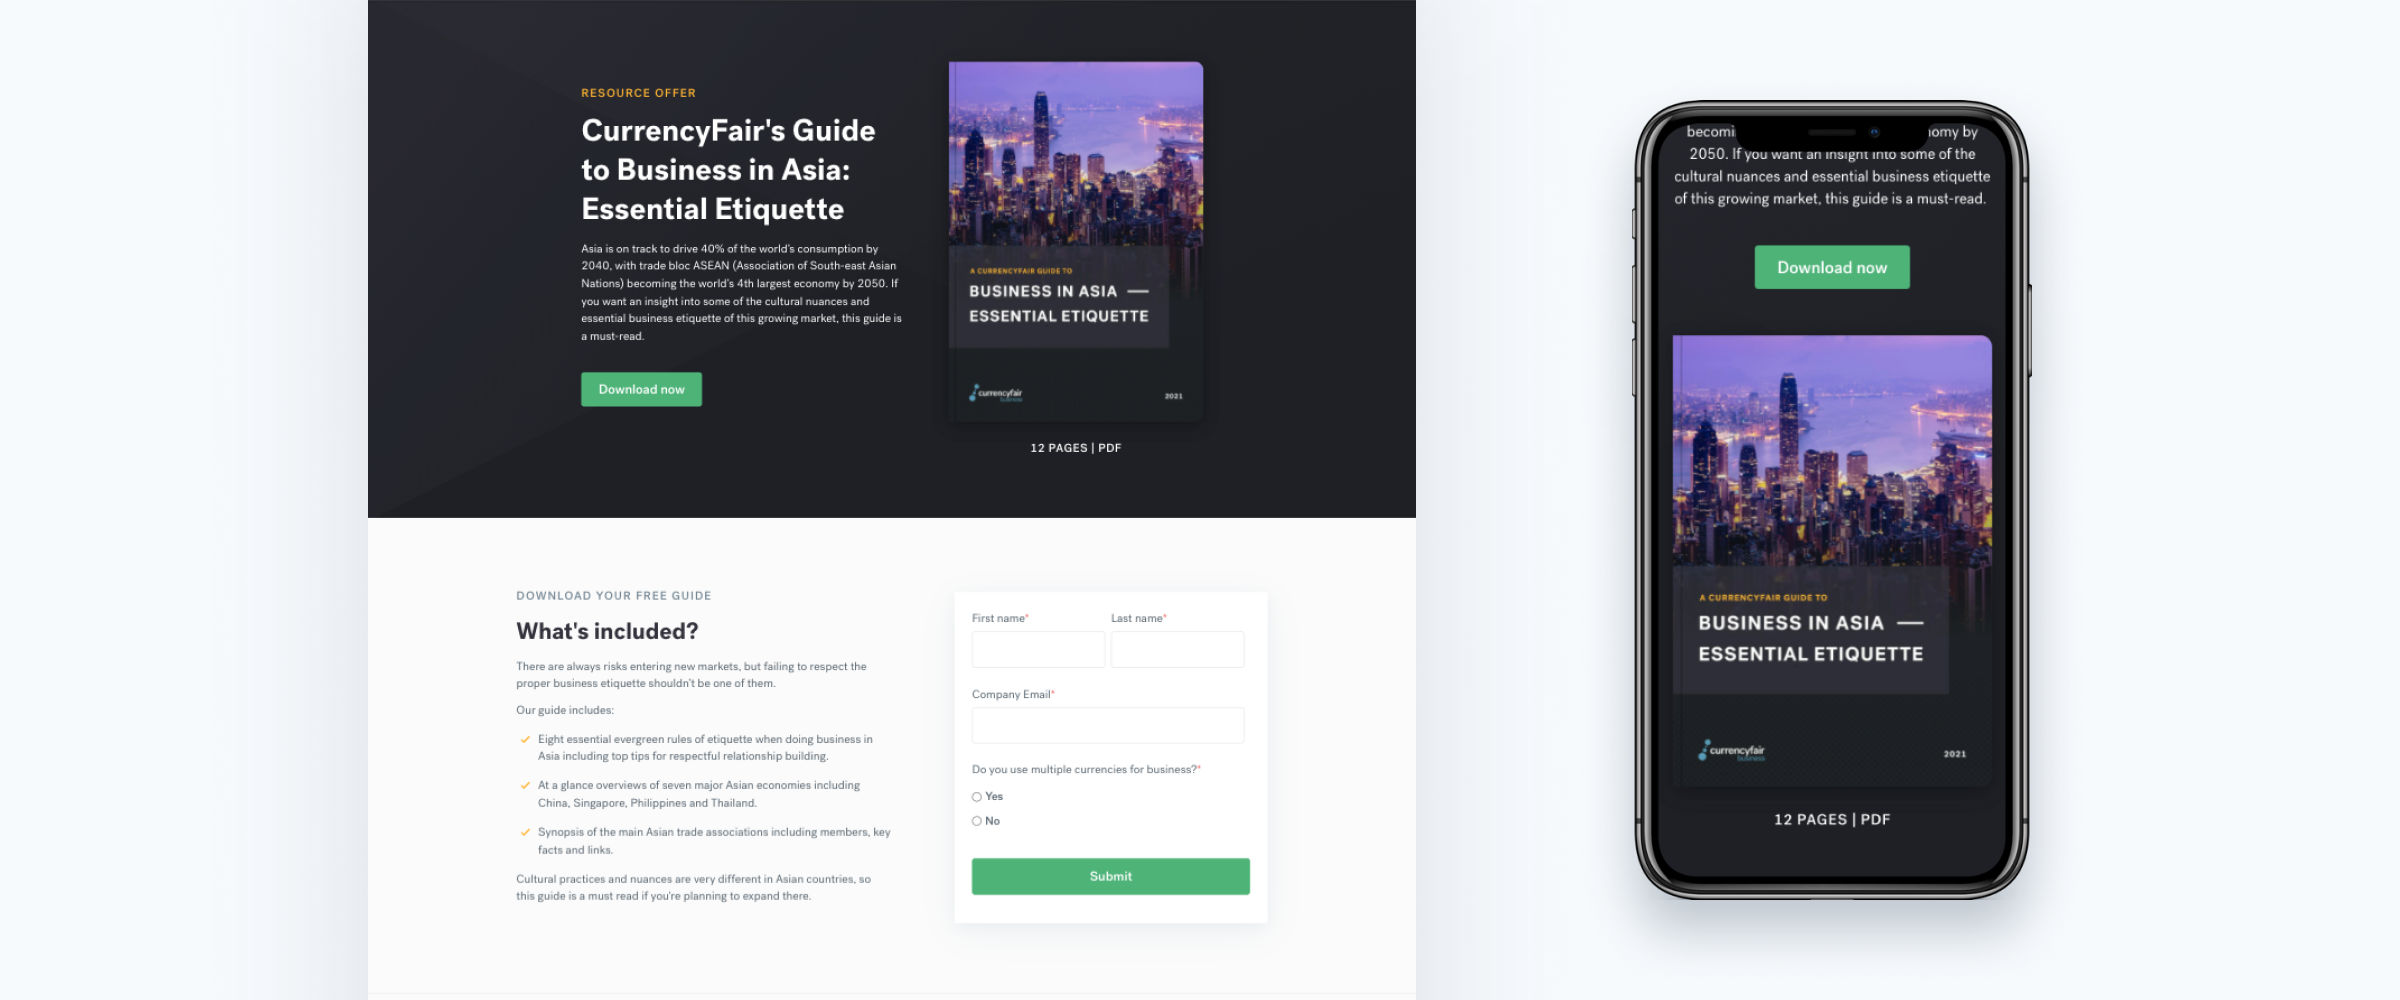 RESOURCE OFFER
CurrencyFair's Guide
to Business in Asia:
Essential Etiquette
Asia is on track to drive 40% of the world's consumption by
2040, with trade bloc ASEAN (Association of South-east Asian
Nations) becoming the world's 4th largest economy by 2050. If
you want an insight into some of the cultural nuances and
essential business etiquette of this growing market, this guide is
a must-read.
Download now
A CURRENCYFAIR GUIDE TO
BUSINESS IN ASIA —
ESSENTIAL ETIQUETTE
currencyfair
business
2021
12 PAGES | PDF
DOWNLOAD YOUR FREE GUIDE
What's included?
There are always risks entering new markets, but failing to respect the
proper business etiquette shouldn't be one of them.
Our guide includes:
Eight essential evergreen rules of etiquette when doing business in
Asia including top tips for respectful relationship building.
At a glance overviews of seven major Asian economies including
China, Singapore, Philippines and Thailand.
Synopsis of the main Asian trade associations including members, key
facts and links.
Cultural practices and nuances are very different in Asian countries, so
this guide is a must read if you're planning to expand there.
First name*
Last name*
Company Email*
Do you use multiple currencies for business?*
Yes
No
Submit
becomi nomy by
2050. If you want an insight into some of the
cultural nuances and essential business etiquette
of this growing market, this guide is a must-read.
Download now
A CURRENCYFAIR GUIDE TO
BUSINESS IN ASIA —
ESSENTIAL ETIQUETTE
currencyfair
business
2021
12 PAGES | PDF